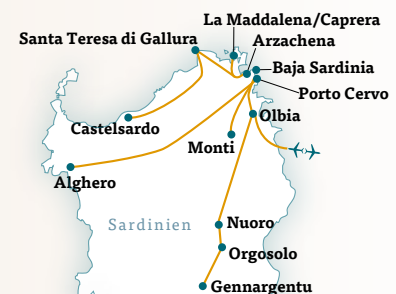 La Maddalena/Caprera
Santa Teresa di Gallura
Arzachena
Baja Sardinia
Porto Cervo
Olbia
Castelsardo
Monti
Alghero
Sardinien
Nuoro
Orgosolo
Gennargentu